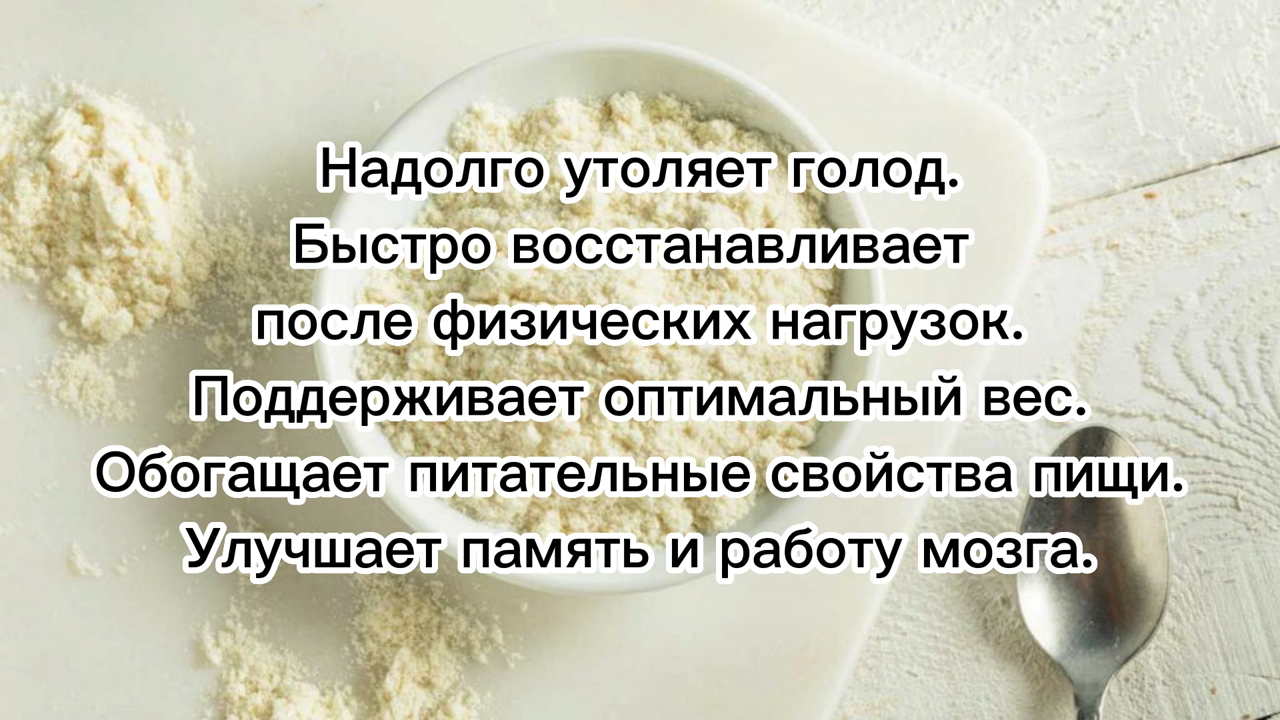 Надолго утоляет голод.
Быстро восстанавливает
после физических нагрузок.
Поддерживает оптимальный вес.
Обогащает питательные свойства пищи.
Улучшает память и работу мозга.